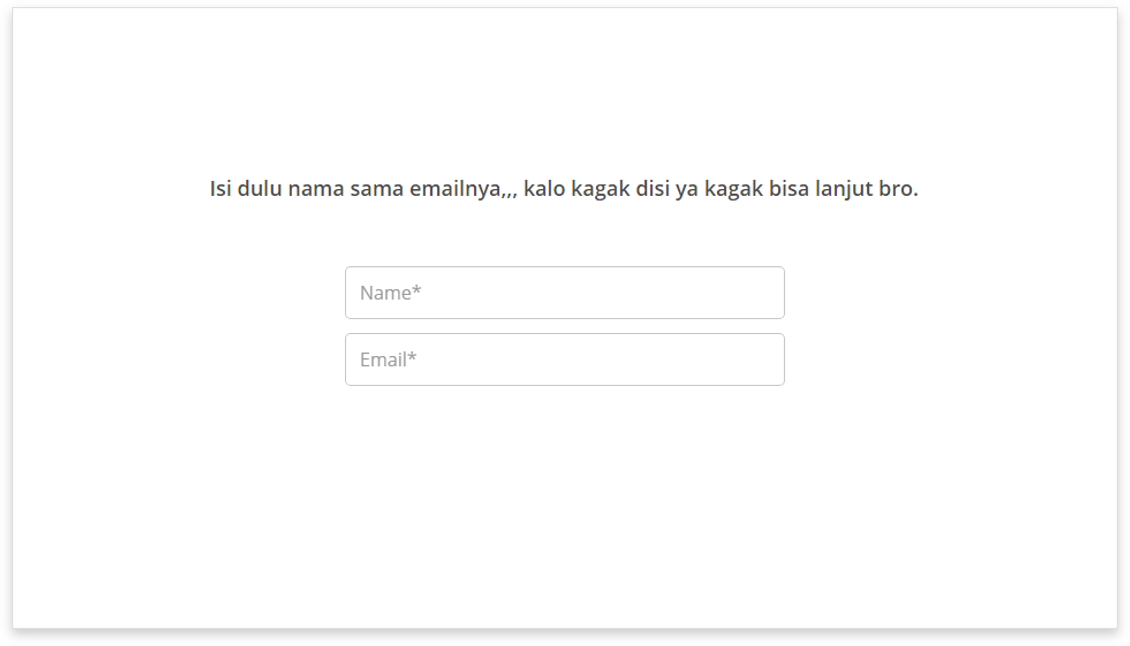 Isi dulu nama sama emailnya,,, kalo kagak disi ya kagak bisa lanjut bro.
Name*
Email*